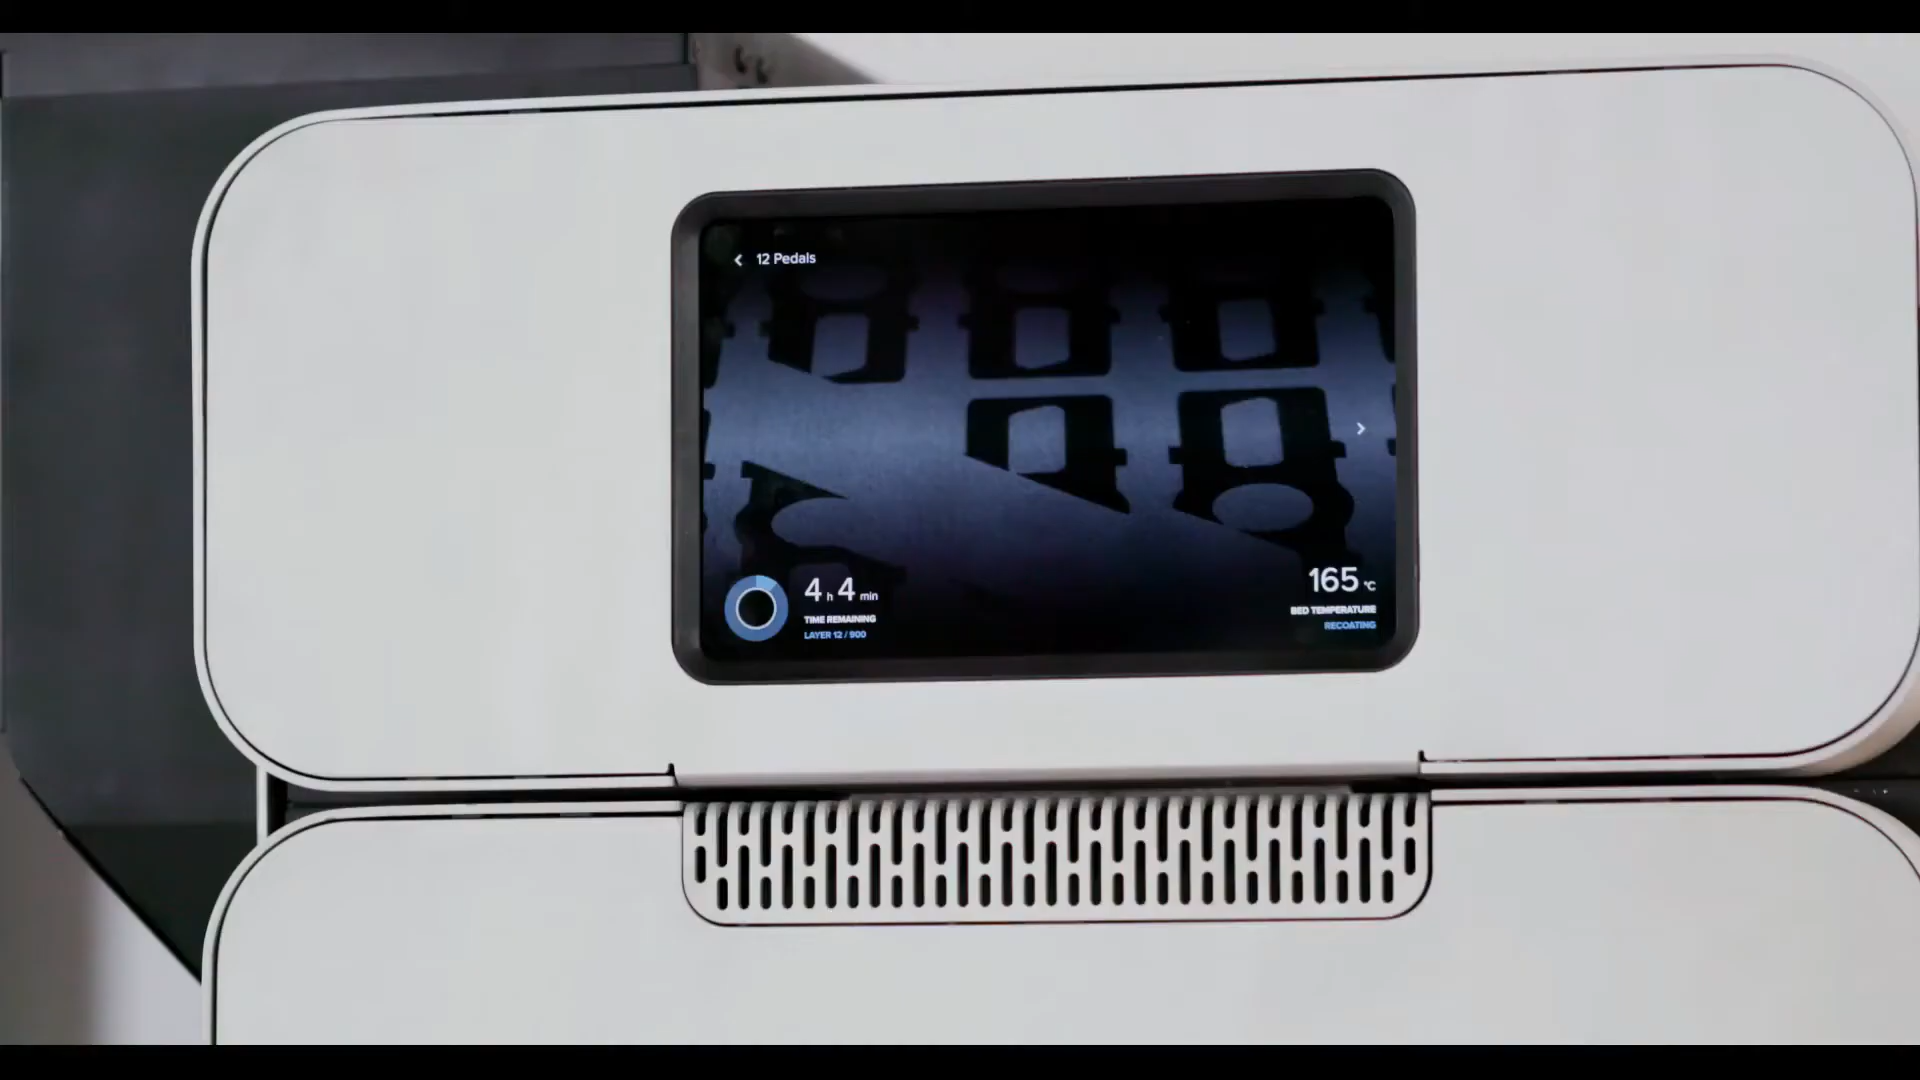 12 Pedals
4 h 4 min
TIME REMAINING
LAYER 12 / 900
165 °C
BED TEMPERATURE
RECOATING